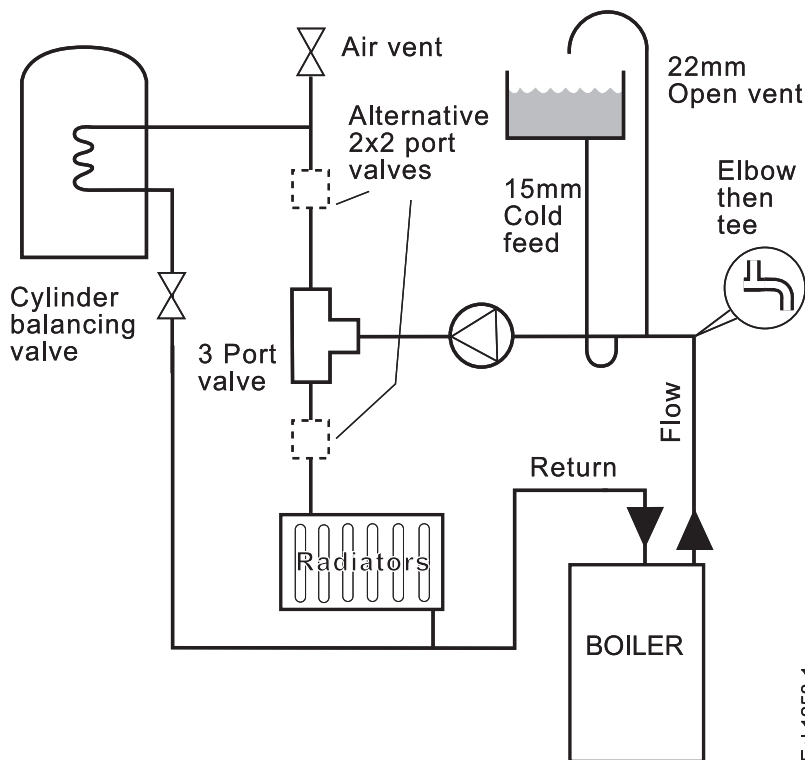 Air vent
22mm
Open vent
Alternative
2x2 port
valves
15mm
Cold
feed
Elbow
then
tee
Cylinder
balancing
valve
3 Port
valve
Flow
Return
Radiators
BOILER